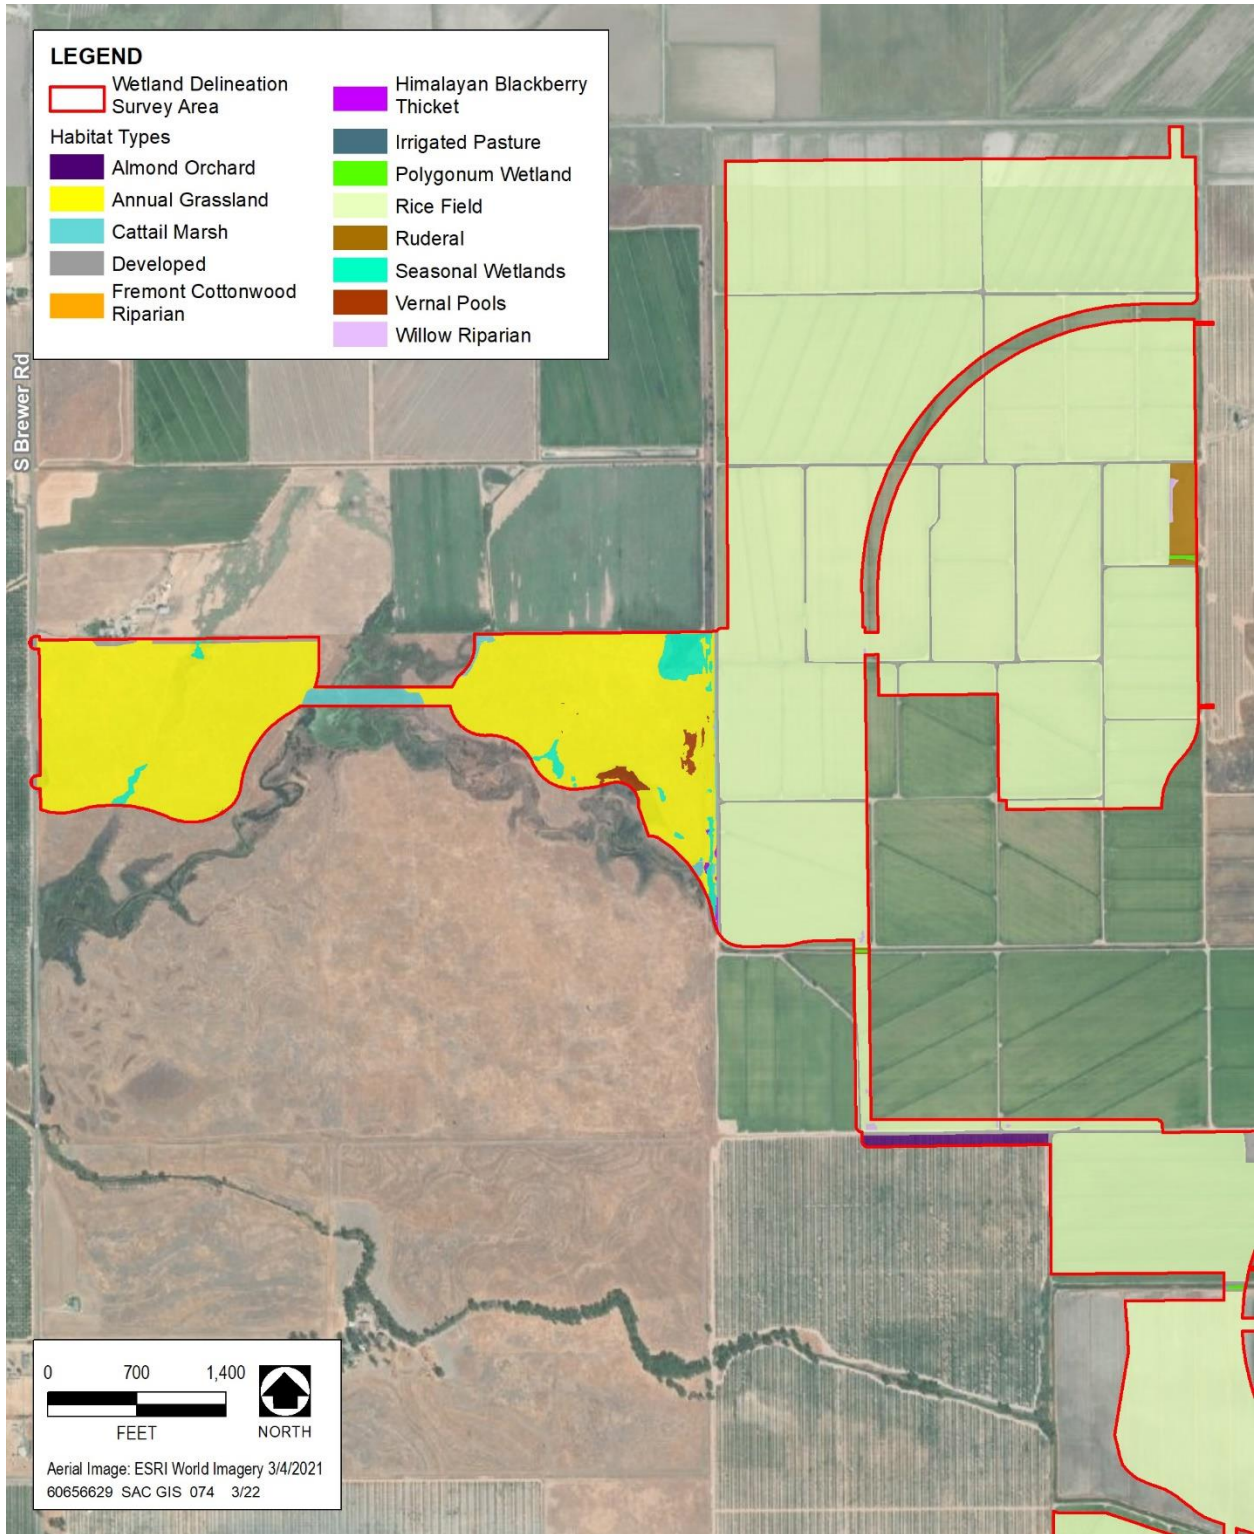 LEGEND
Wetland Delineation
Survey Area
Habitat Types
Almond Orchard
Annual Grassland
Cattail Marsh
Developed
Fremont Cottonwood
Riparian
Himalayan Blackberry
Thicket
Irrigated Pasture
Polygonum Wetland
Rice Field
Ruderal
Seasonal Wetlands
Vernal Pools
Willow Riparian
S Brewer Rd
0 700 1,400
FEET
NORTH
Aerial Image: ESRI World Imagery 3/4/2021
60656629 SAC GIS 074 3/22